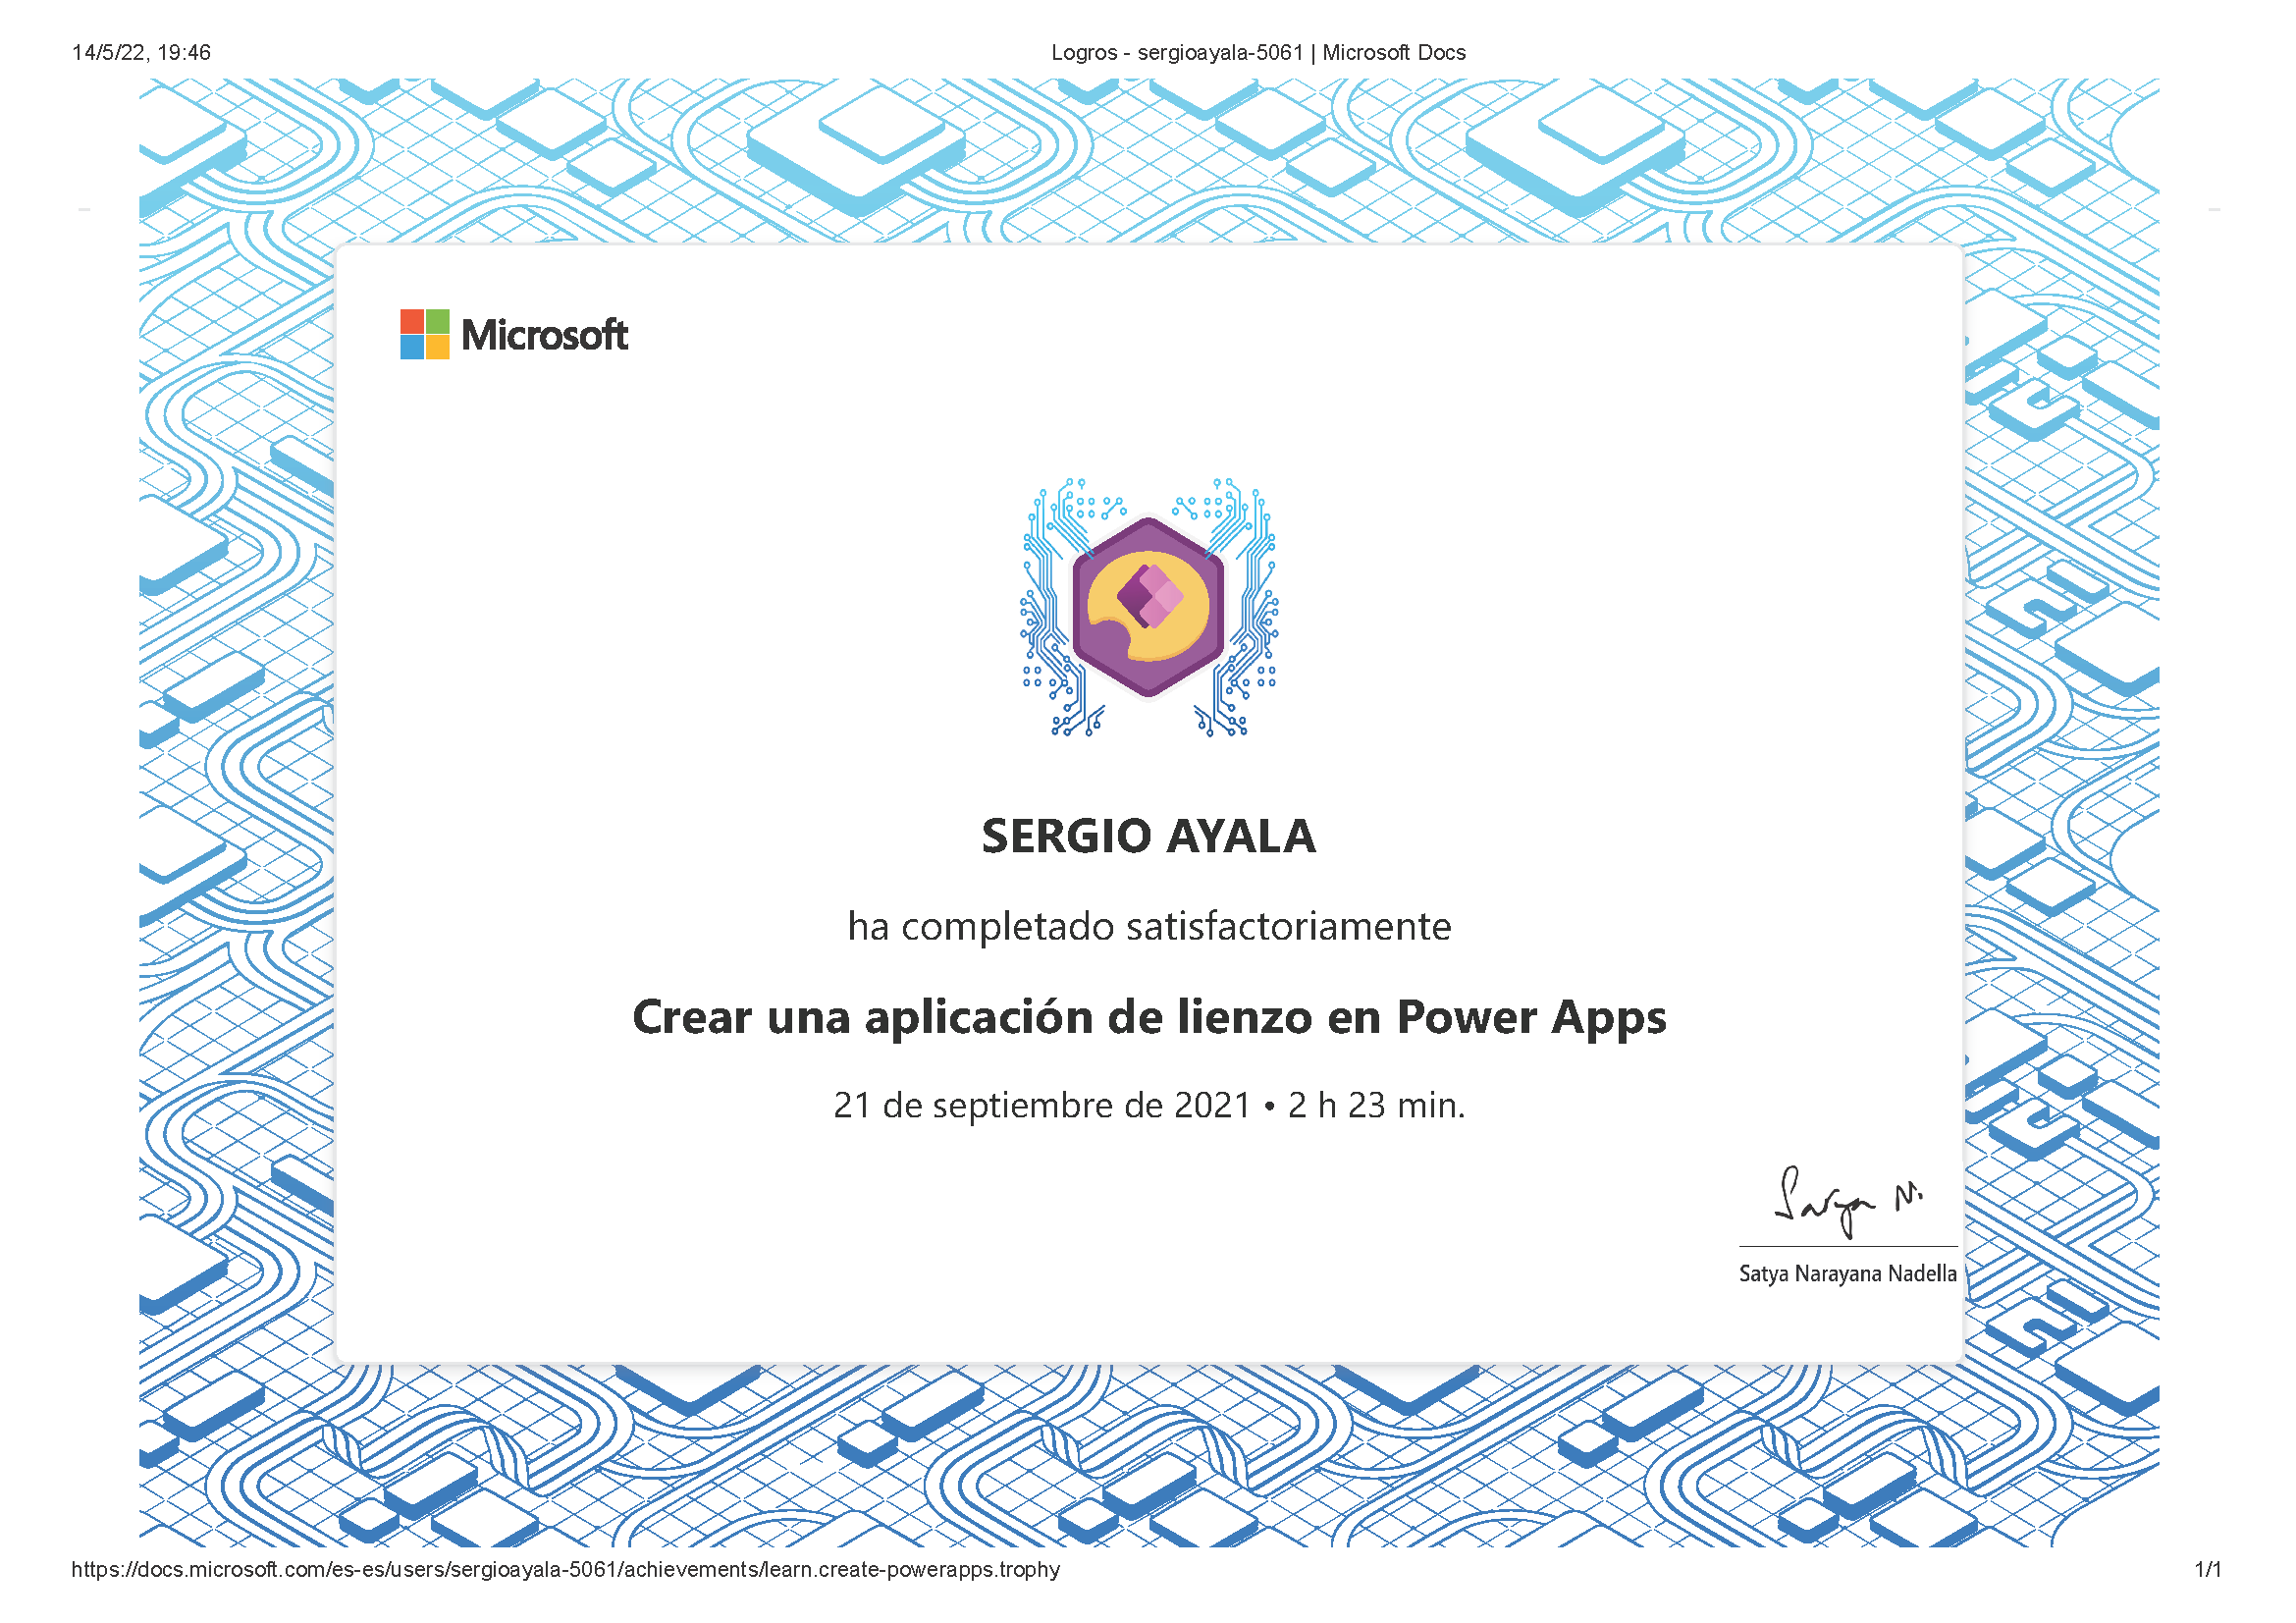 14/5/22, 19:46
Logros - sergioayala-5061 | Microsoft Docs
Microsoft
SERGIO AYALA
ha completado satisfactoriamente
Crear una aplicación de lienzo en Power Apps
21 de septiembre de 2021 • 2 h 23 min.
Satya N.
Satya Narayana Nadella
https://docs.microsoft.com/es-es/users/sergioayala-5061/achievements/learn.create-powerapps.trophy
1/1